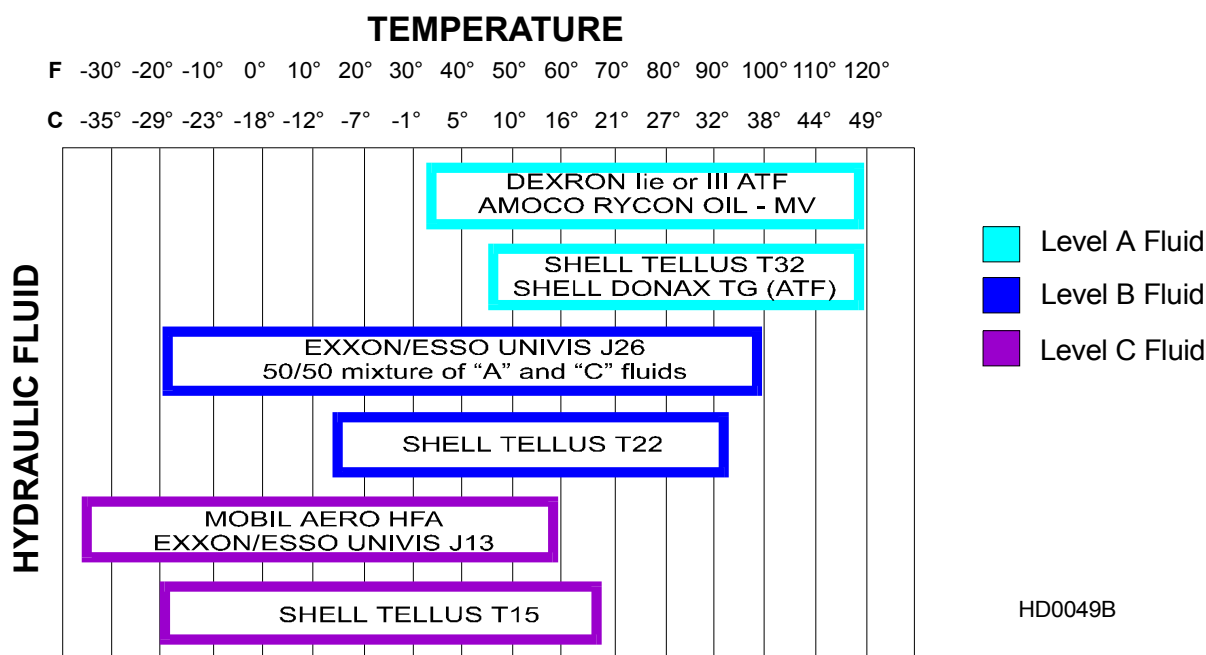 TEMPERATURE
F -30° -20° -10° 0° 10° 20° 30° 40° 50° 60° 70° 80° 90° 100° 110° 120°
C -35° -29° -23° -18° -12° -7° -1° 5° 10° 16° 21° 27° 32° 38° 44° 49°
HYDRAULIC FLUID
DEXRON Iie or III ATF
AMOCO RYCON OIL - MV
SHELL TELLUS T32
SHELL DONAX TG (ATF)
EXXON/ESSO UNIVIS J26
50/50 mixture of “A” and “C” fluids
SHELL TELLUS T22
MOBIL AERO HFA
EXXON/ESSO UNIVIS J13
SHELL TELLUS T15
Level A Fluid
Level B Fluid
Level C Fluid
HD0049B